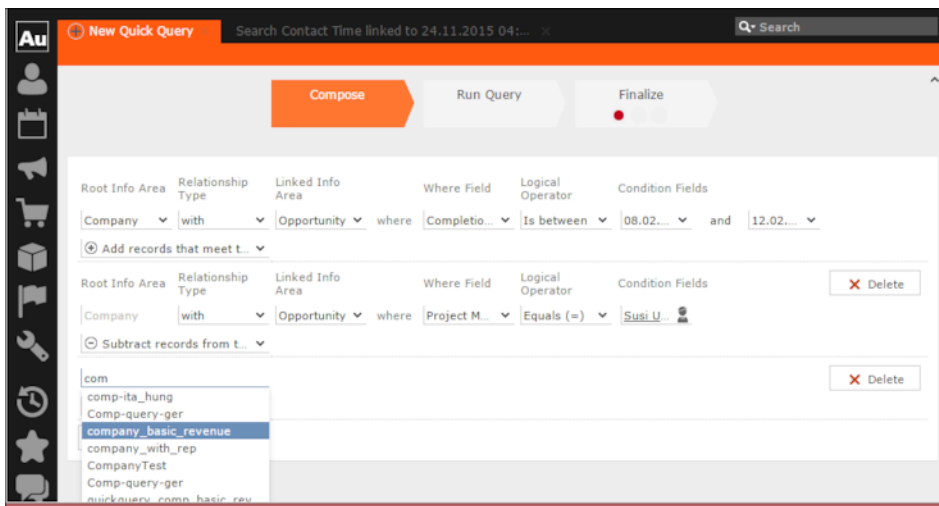 Au
New Quick Query
Search Contact Time linked to 24.11.2015 04:...
Search
Compose
Run Query
Finalize
Root Info Area Relationship Type Linked Info Area Where Field Logical Operator Condition Fields
Company with Opportunity where Completio... Is between 08.02.... and 12.02....
Add records that meet t...
Root Info Area Relationship Type Linked Info Area Where Field Logical Operator Condition Fields Delete
Company with Opportunity where Project M... Equals (=) Susi U...
Subtract records from t...
com Delete
comp-ita_hung
Comp-query-ger
company_basic_revenue
company_with_rep
CompanyTest
Comp-query-ger
quickquery_comp_basic_rev